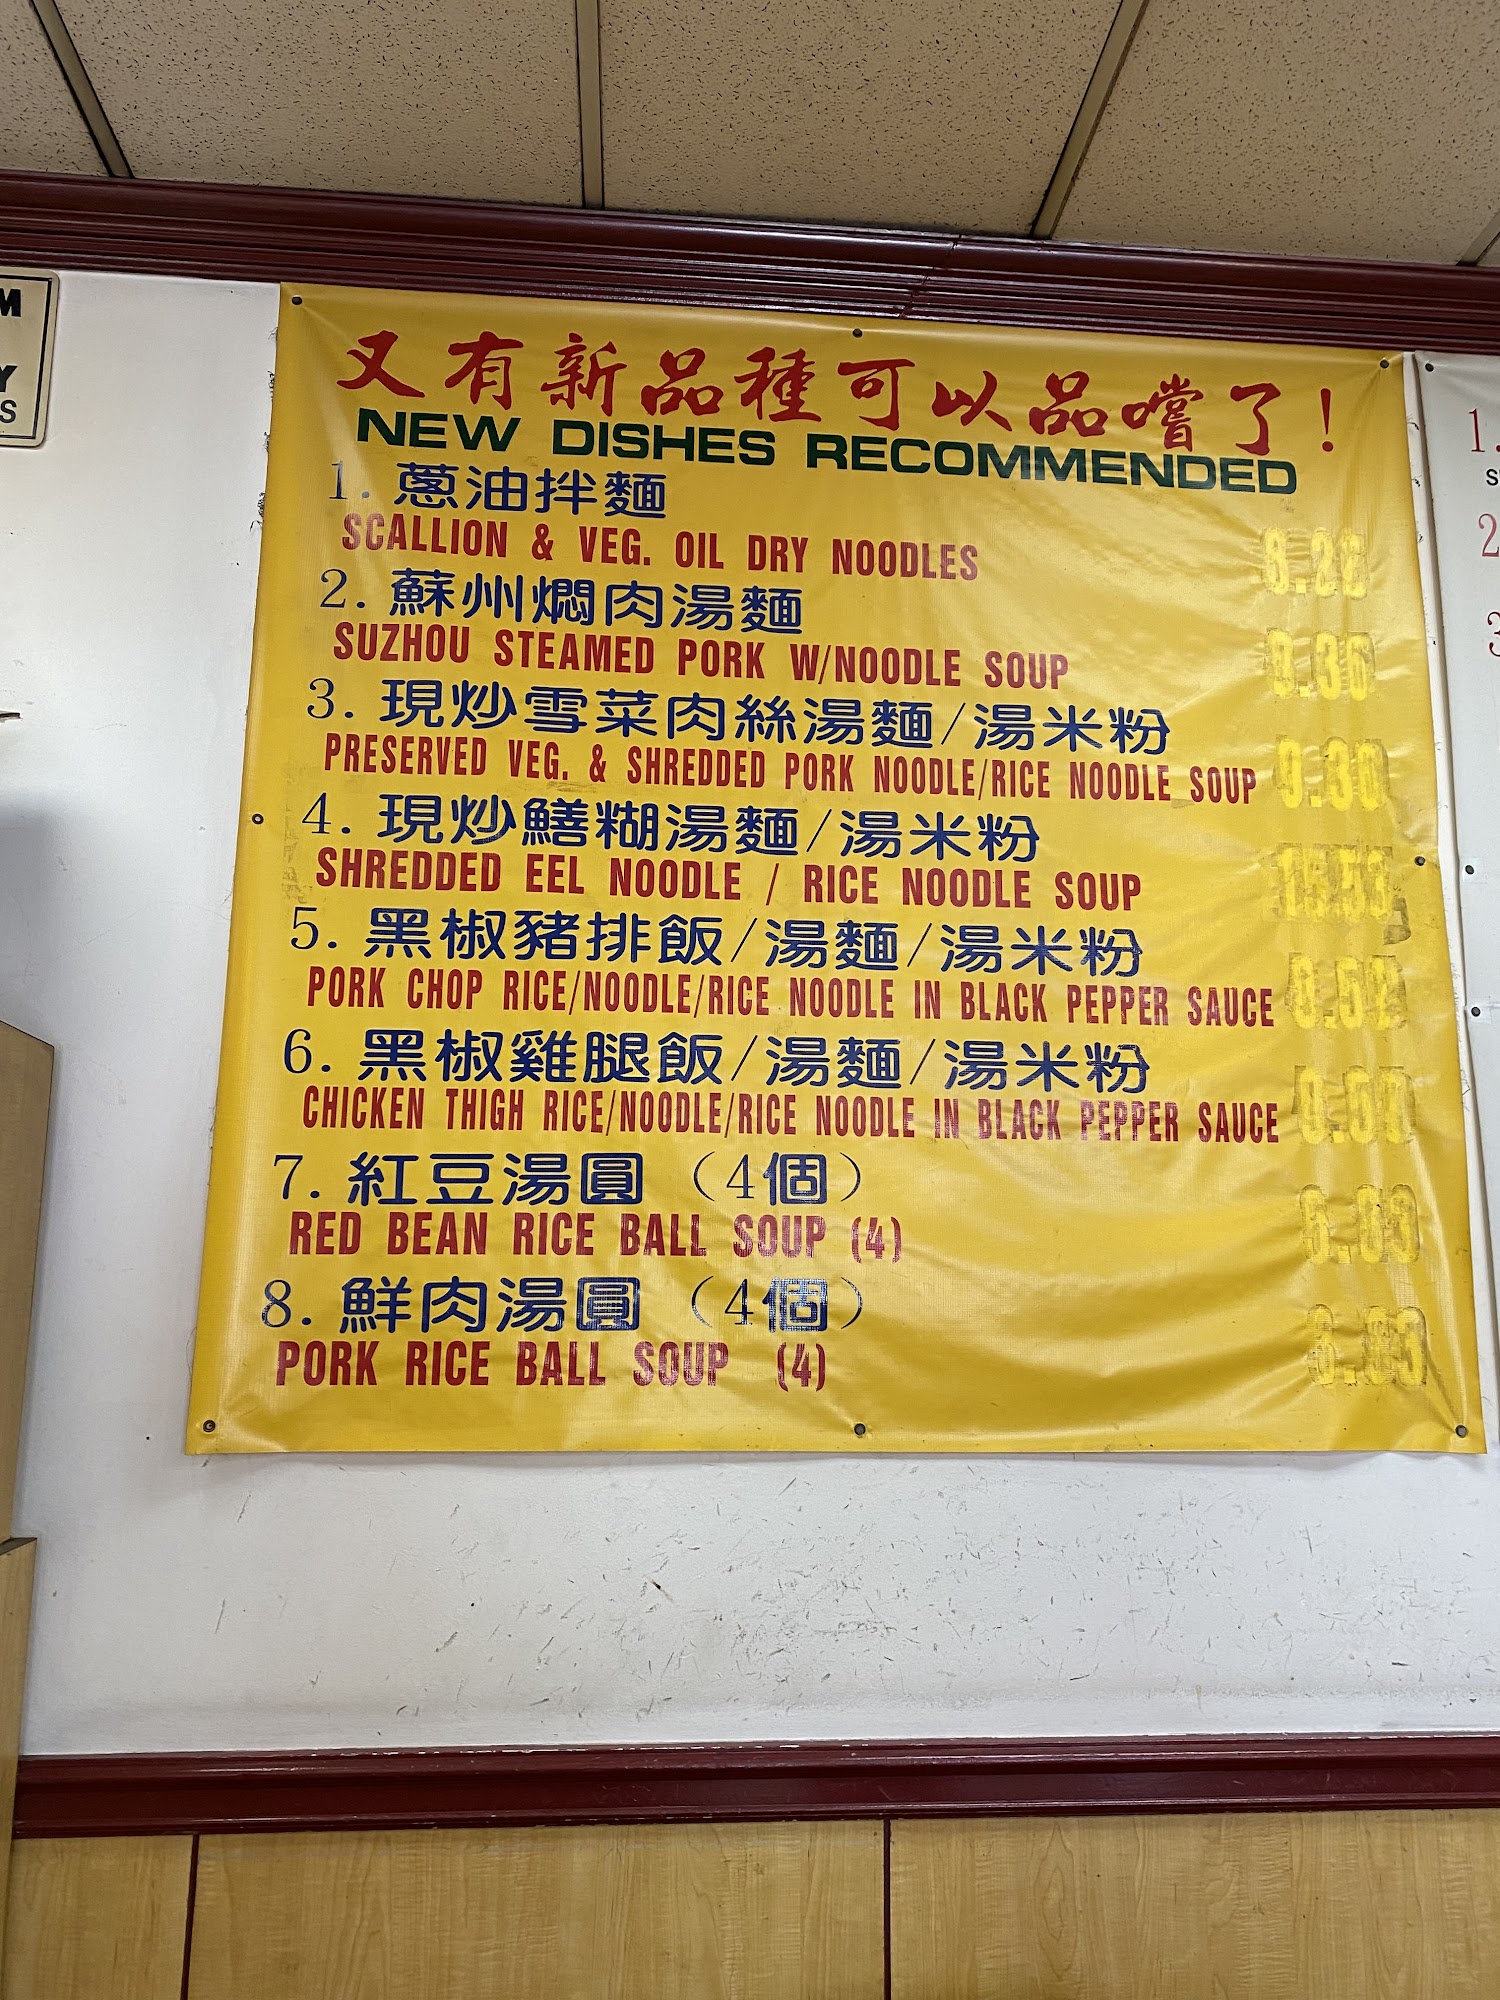 M
Y
S
又有新品種可以品嚐了!
NEW DISHES RECOMMENDED
1. 蔥油拌麵
SCALLION & VEG. OIL DRY NOODLES
2. 蘇州燜肉湯麵
SUZHOU STEAMED PORK W/NOODLE SOUP
3. 現炒雪菜肉絲湯麵/湯米粉
PRESERVED VEG. & SHREDDED PORK NOODLE/RICE NOODLE SOUP
4. 現炒鱔糊湯麵/湯米粉
SHREDDED EEL NOODLE / RICE NOODLE SOUP
5. 黑椒豬排飯/湯麵/湯米粉
PORK CHOP RICE/NOODLE/RICE NOODLE IN BLACK PEPPER SAUCE
6. 黑椒雞腿飯/湯麵/湯米粉
CHICKEN THIGH RICE/NOODLE/RICE NOODLE IN BLACK PEPPER SAUCE
7. 紅豆湯圓 (4個)
RED BEAN RICE BALL SOUP (4)
8. 鮮肉湯圓 (4個)
PORK RICE BALL SOUP (4)
1.
2
3